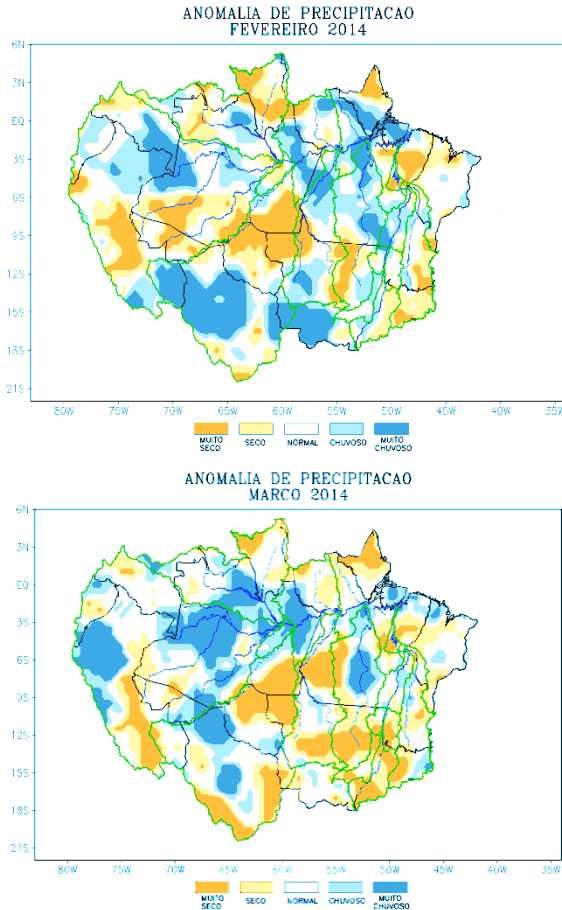 ANOMALIA DE PRECIPITACAO
FEVEREIRO 2014
6N
3N
EQ
3S
6S
9S
12S
15S
18S
21S
80W 75W 70W 65W 60W 55W 50W 45W 40W 35W
MUITO SECO SECO NORMAL CHUVOSO MUITO CHUVOSO
ANOMALIA DE PRECIPITACAO
MARCO 2014
6N
3N
EQ
3S
6S
9S
12S
15S
18S
21S
80W 75W 70W 65W 60W 55W 50W 45W 40W 35W
MUITO SECO SECO NORMAL CHUVOSO MUITO CHUVOSO